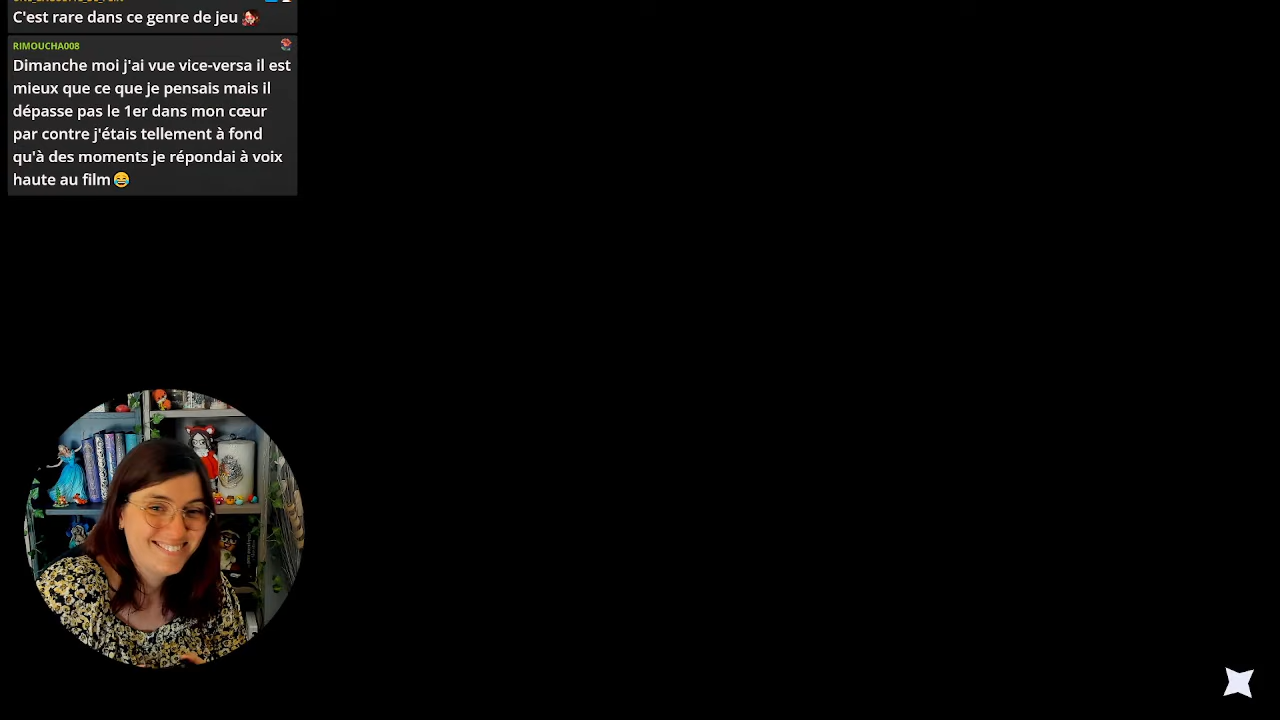 C'est rare dans ce genre de jeu
RIMOUCHA008
Dimanche moi j'ai vue vice-versa il est
mieux que ce que je pensais mais il
dépasse pas le 1er dans mon cœur
par contre j'étais tellement à fond
qu'à des moments je répondai à voix
haute au film 😂